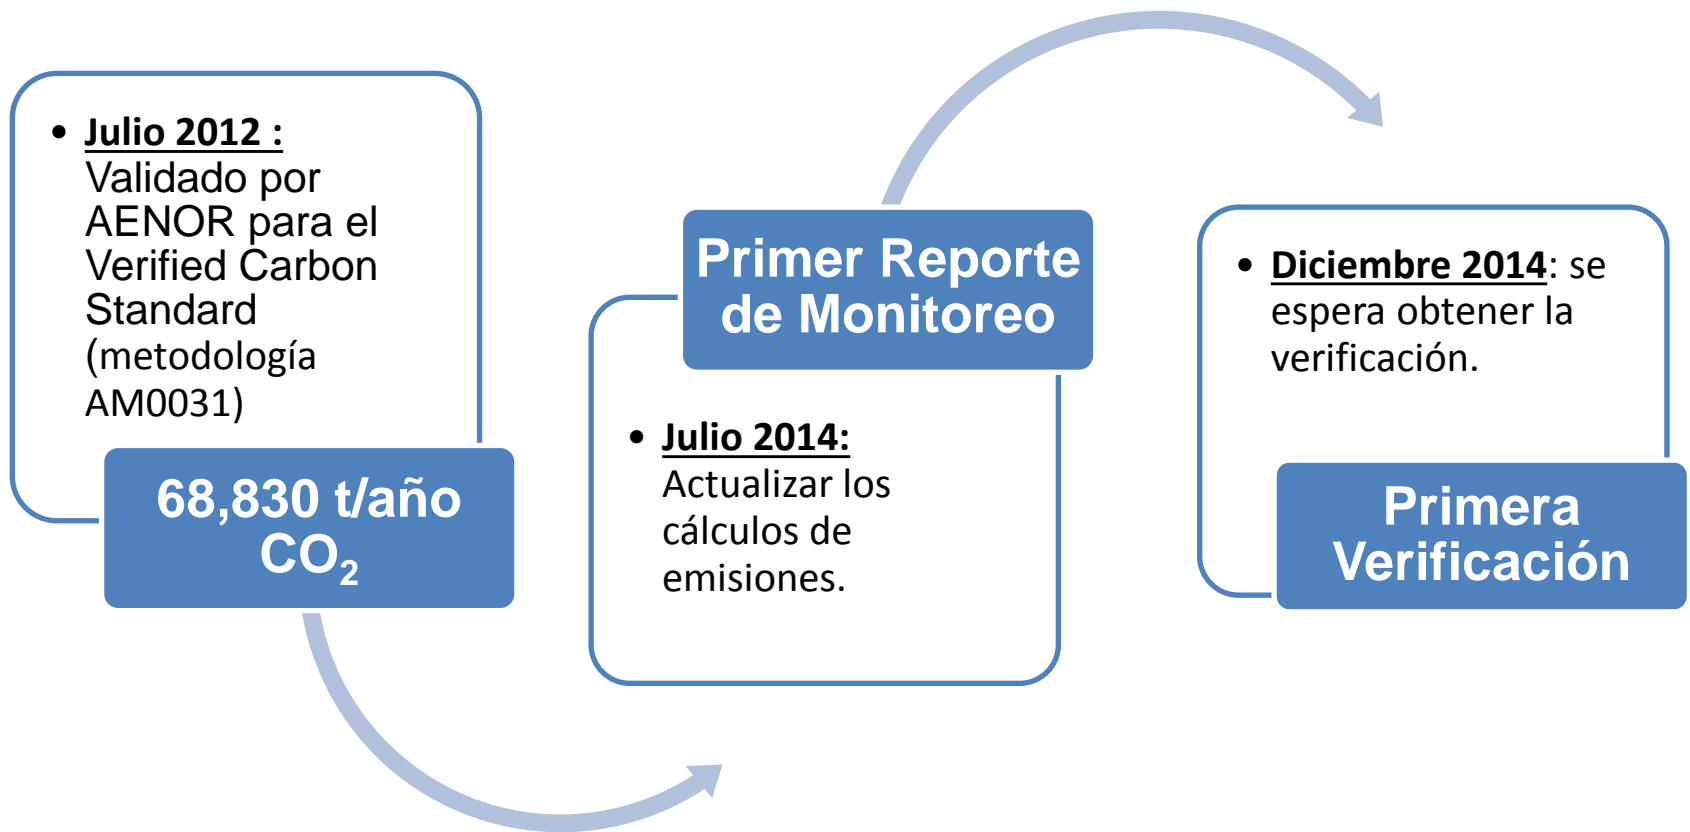 • Julio 2012 :
Validado por
AENOR para el
Verified Carbon
Standard
(metodología
AM0031)
68,830 t/año
CO₂
Primer Reporte
de Monitoreo
• Julio 2014:
Actualizar los
cálculos de
emisiones.
• Diciembre 2014: se
espera obtener la
verificación.
Primera
Verificación